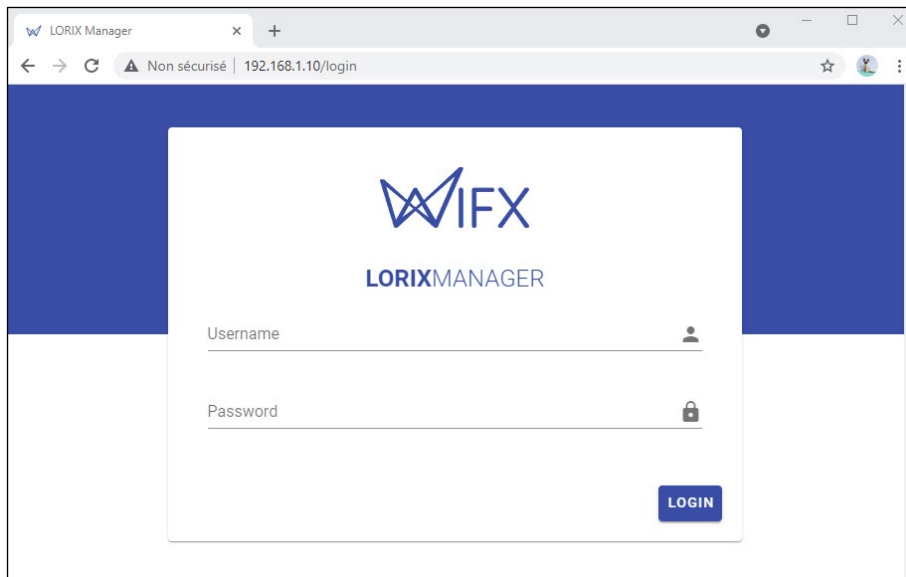 LORIX Manager
Non sécurisé | 192.168.1.10/login
WIFX
LORIXMANAGER
Username
Password
LOGIN